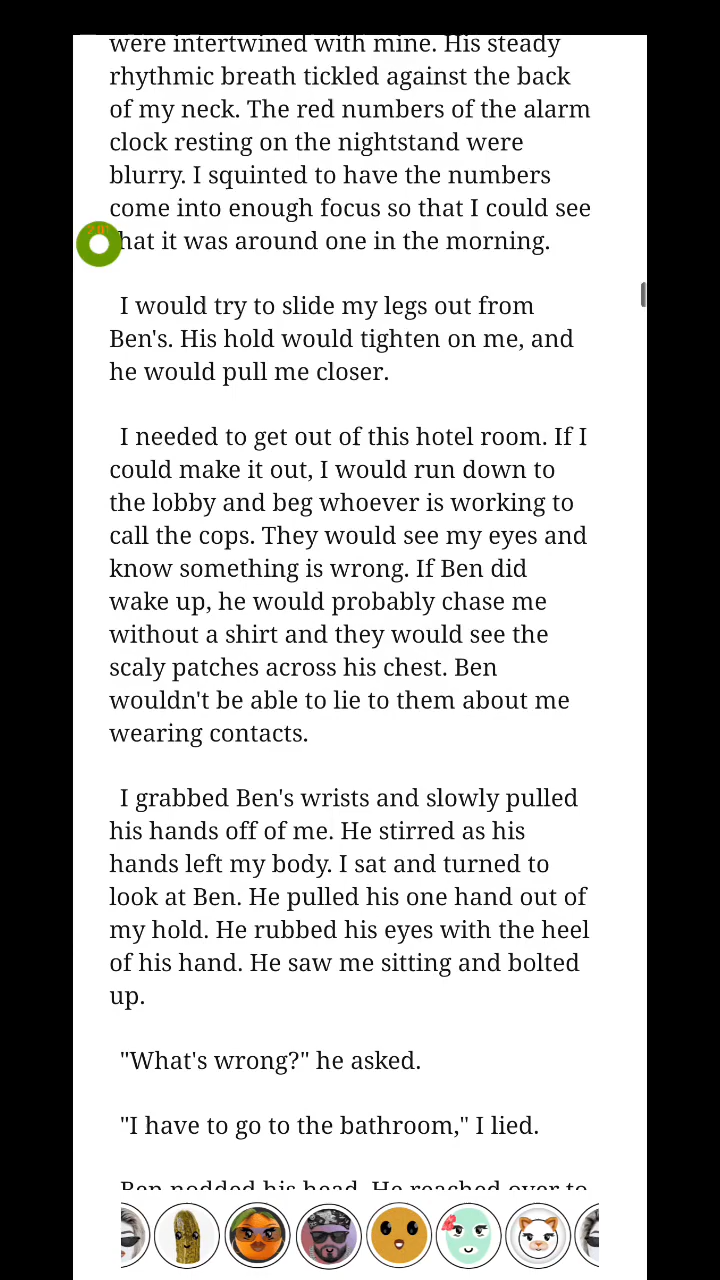 were intertwined with mine. His steady
rhythmic breath tickled against the back
of my neck. The red numbers of the alarm
clock resting on the nightstand were
blurry. I squinted to have the numbers
come into enough focus so that I could see
hat it was around one in the morning.
I would try to slide my legs out from
Ben's. His hold would tighten on me, and
he would pull me closer.
I needed to get out of this hotel room. If I
could make it out, I would run down to
the lobby and beg whoever is working to
call the cops. They would see my eyes and
know something is wrong. If Ben did
wake up, he would probably chase me
without a shirt and they would see the
scaly patches across his chest. Ben
wouldn't be able to lie to them about me
wearing contacts.
I grabbed Ben's wrists and slowly pulled
his hands off of me. He stirred as his
hands left my body. I sat and turned to
look at Ben. He pulled his one hand out of
my hold. He rubbed his eyes with the heel
of his hand. He saw me sitting and bolted
up.
"What's wrong?" he asked.
"I have to go to the bathroom," I lied.
Ben nodded his head. He reached over to